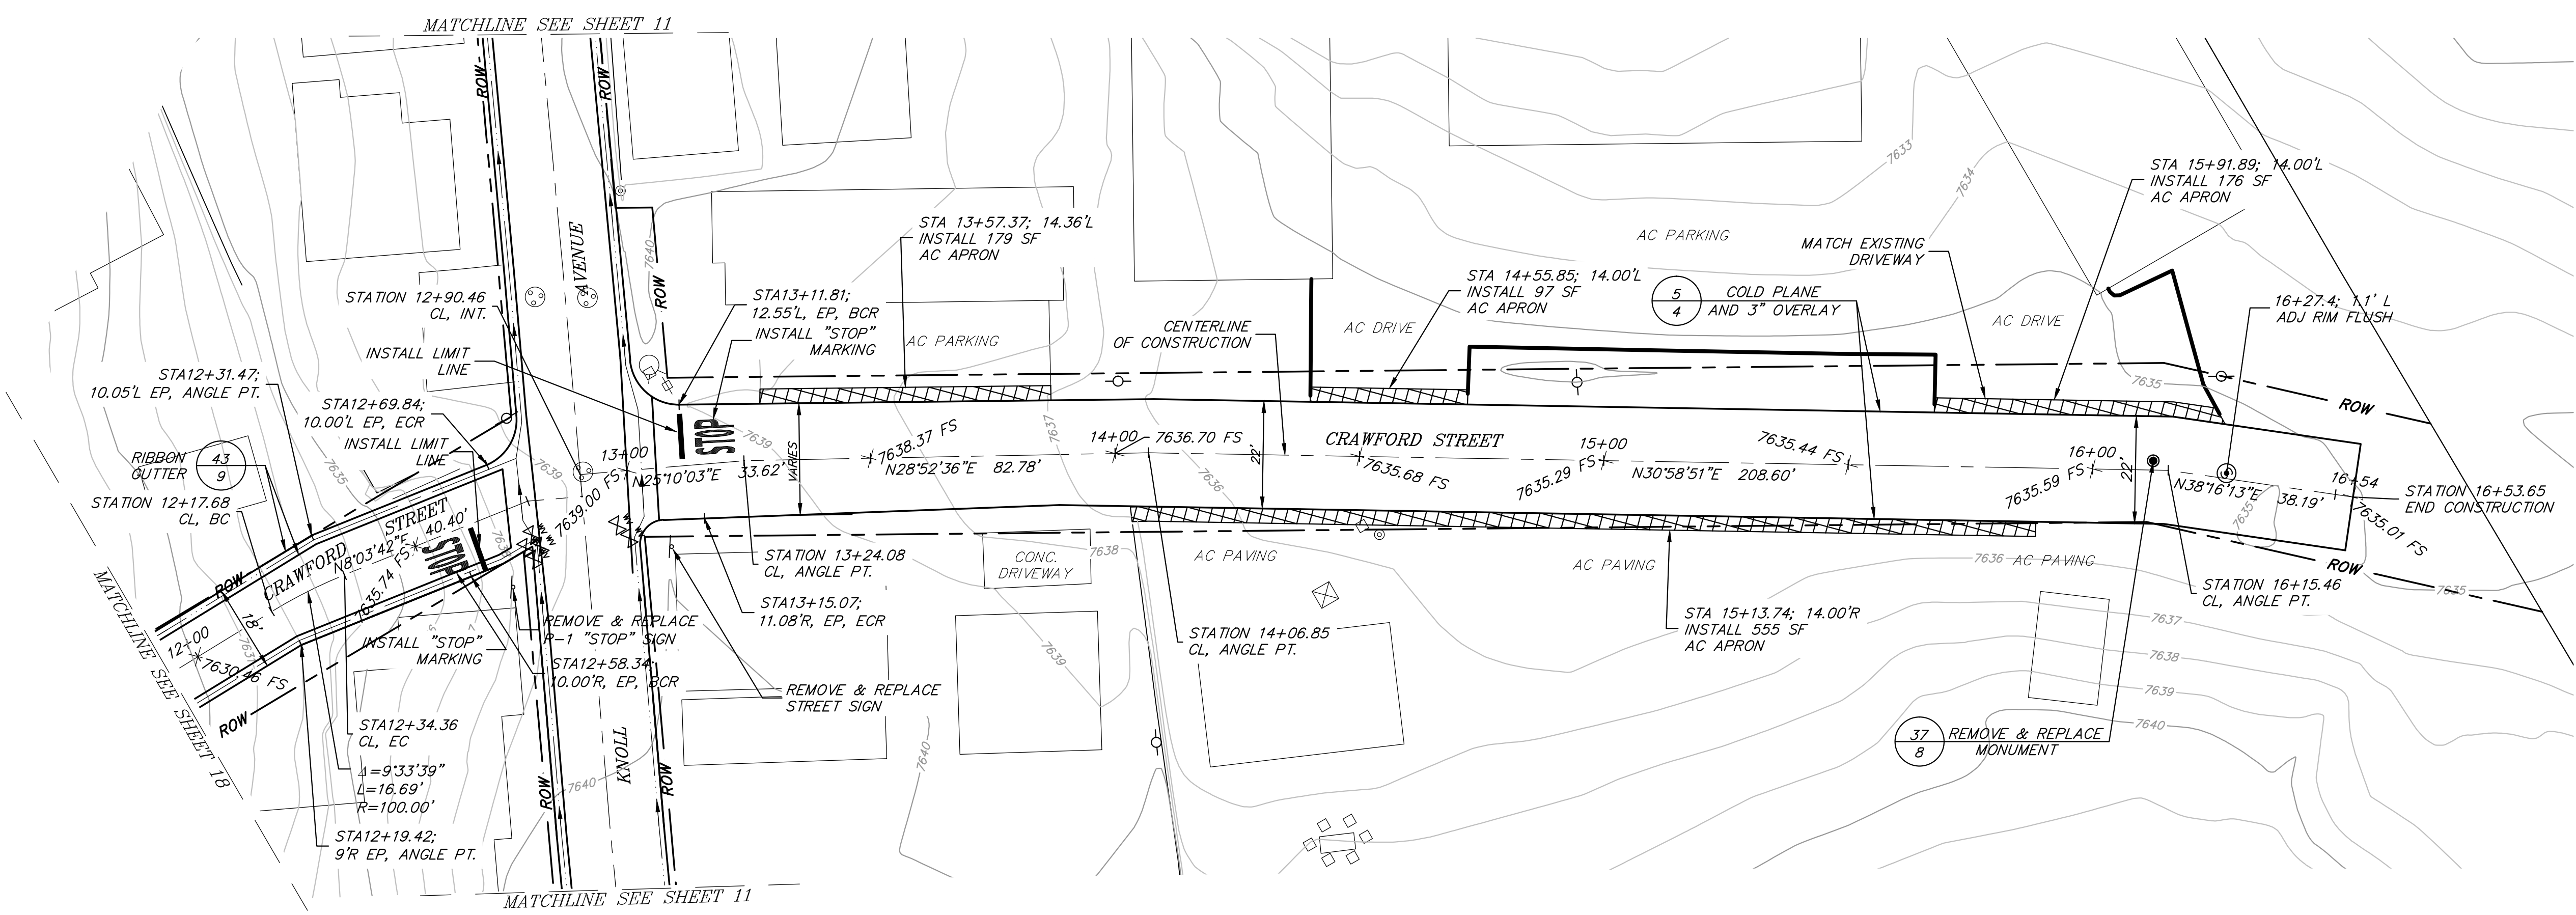 MATCHLINE SEE SHEET 11
ROW
ROW
AVENUE
ROW
7640
STATION 12+90.46
CL, INT.
INSTALL LIMIT
LINE
STA12+31.47;
10.05'L EP, ANGLE PT.
STA12+69.84;
10.00'L EP, ECR
INSTALL LIMIT
LINE
RIBBON
GUTTER
43
9
STATION 12+17.68
CL, BC
STA13+11.81;
12.55'L, EP, BCR
INSTALL "STOP"
MARKING
STA 13+57.37; 14.36'L
INSTALL 179 SF
AC APRON
AC PARKING
CENTERLINE
OF CONSTRUCTION
AC DRIVE
STA 14+55.85; 14.00'L
INSTALL 97 SF
AC APRON
5
4
COLD PLANE
AND 3" OVERLAY
AC PARKING
MATCH EXISTING
DRIVEWAY
7633
7634
STA 15+91.89; 14.00'L
INSTALL 176 SF
AC APRON
AC DRIVE
16+27.4; 1.1' L
ADJ RIM FLUSH
7635
ROW
STOP
7639
13+00
N25°10'03"E 33.62'
VARIES
7638.37 FS
N28°52'36"E 82.78'
7637
14+00
7636.70 FS
7636
22'
CRAWFORD STREET
7635.68 FS
15+00
7635.29 FS
N30°58'51"E 208.60'
7635.44 FS
16+00
7635.59 FS
22'
N38°16'13"E 38.19'
7635
16+54
7635.01 FS
STATION 16+53.65
END CONSTRUCTION
ROW
7635
7635
7639
7639.00 FS
CRAWFORD STREET
N8°03'42"E 40.40'
STOP
7635.74 FS
ROW
18'
12+00
7630.46 FS
7631
ROW
MATCHLINE SEE SHEET 18
INSTALL "STOP"
MARKING
REMOVE & REPLACE
R-1 "STOP" SIGN
STA12+58.34;
10.00'R, EP, BCR
STA12+34.36
CL, EC
Δ=9°33'39"
L=16.69'
R=100.00'
STA12+19.42;
9'R EP, ANGLE PT.
STATION 13+24.08
CL, ANGLE PT.
STA13+15.07;
11.08'R, EP, ECR
REMOVE & REPLACE
STREET SIGN
CONC.
DRIVEWAY
7638
7639
AC PAVING
STATION 14+06.85
CL, ANGLE PT.
AC PAVING
STA 15+13.74; 14.00'R
INSTALL 555 SF
AC APRON
7636
AC PAVING
STATION 16+15.46
CL, ANGLE PT.
7637
7638
7639
7640
37
8
REMOVE & REPLACE
MONUMENT
KNOLL
ROW
ROW
7640
7640
MATCHLINE SEE SHEET 11